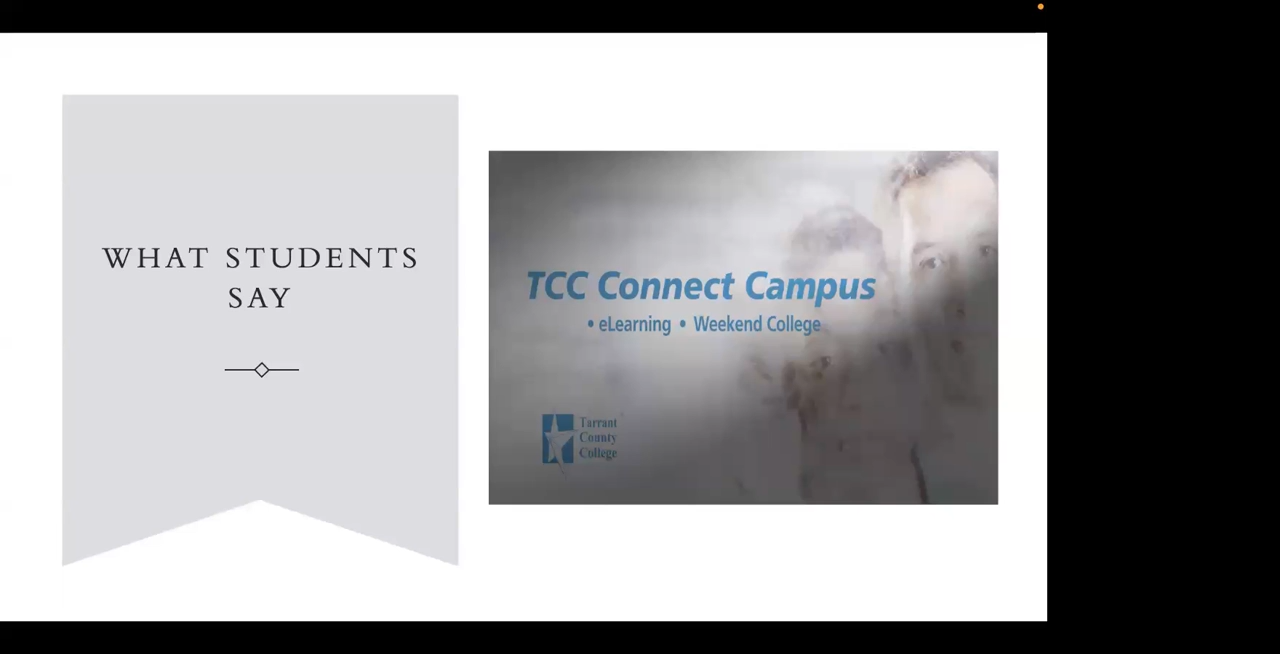 WHAT STUDENTS
SAY
TCC Connect Campus
• eLearning • Weekend College
Tarrant
County
College